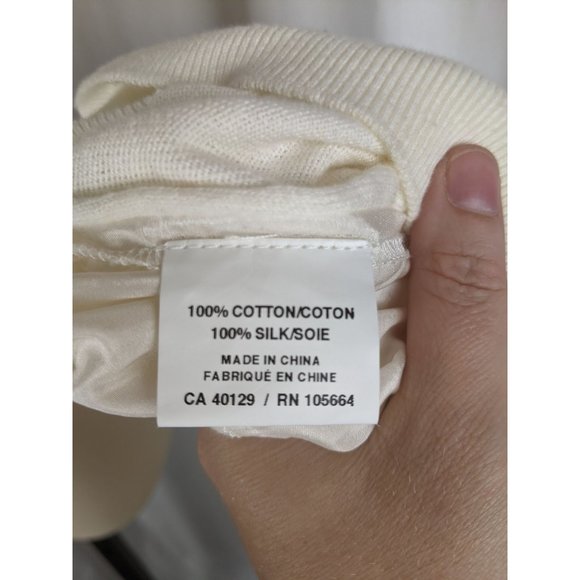 100% COTTON/COTON
100% SILK/SOIE
MADE IN CHINA
FABRIQUÉ EN CHINE
CA 40129 / RN 105664